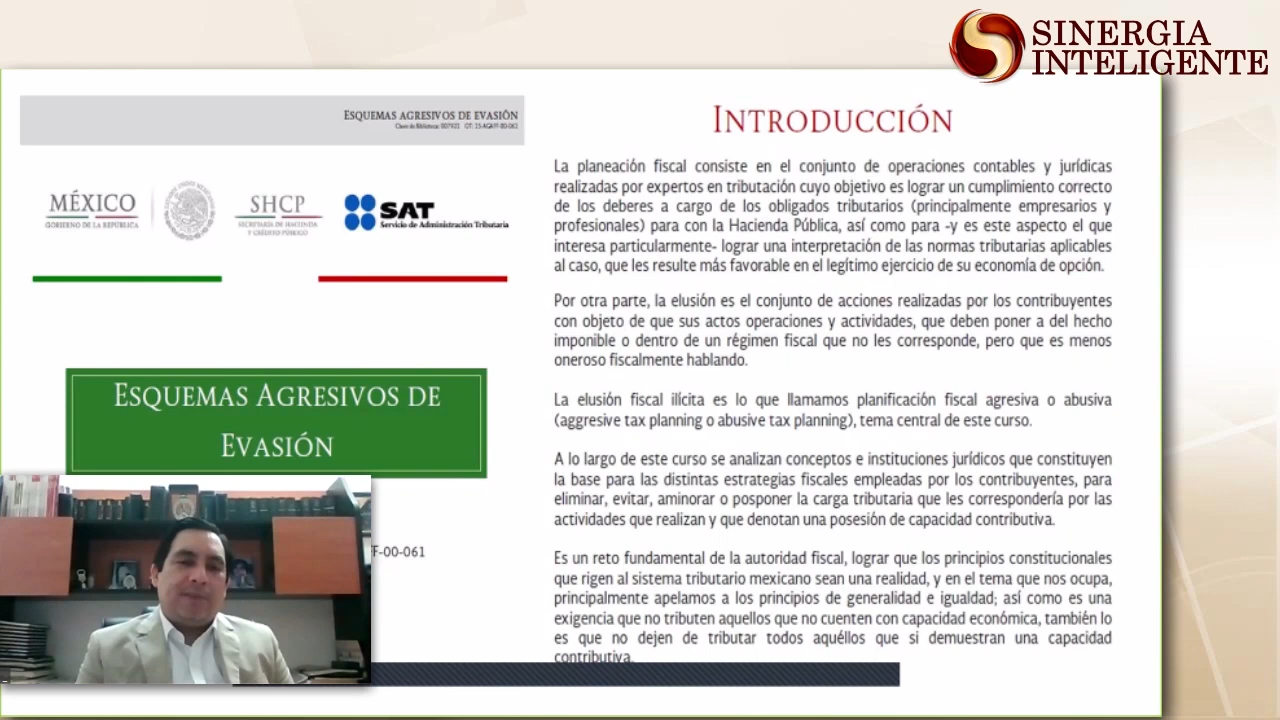 SINERGIA
INTELIGENTE
ESQUEMAS AGRESIVOS DE EVASIÓN
Clave de Biblioteca: 007921 OT: 15-AGAFF-00-061
MÉXICO
GOBIERNO DE LA REPÚBLICA
SHCP
SECRETARÍA DE HACIENDA
Y CRÉDITO PÚBLICO
SAT
Servicio de Administración Tributaria
ESQUEMAS AGRESIVOS DE
EVASIÓN
FF-00-061
INTRODUCCIÓN
La planeación fiscal consiste en el conjunto de operaciones contables y jurídicas
realizadas por expertos en tributación cuyo objetivo es lograr un cumplimiento correcto
de los deberes a cargo de los obligados tributarios (principalmente empresarios y
profesionales) para con la Hacienda Pública, así como para -y es este aspecto el que
interesa particularmente- lograr una interpretación de las normas tributarias aplicables
al caso, que les resulte más favorable en el legítimo ejercicio de su economía de opción.
Por otra parte, la elusión es el conjunto de acciones realizadas por los contribuyentes
con objeto de que sus actos operaciones y actividades, que deben poner a del hecho
imponible o dentro de un régimen fiscal que no les corresponde, pero que es menos
oneroso fiscalmente hablando.
La elusión fiscal ilícita es lo que llamamos planificación fiscal agresiva o abusiva
(aggresive tax planning o abusive tax planning), tema central de este curso.
A lo largo de este curso se analizan conceptos e instituciones jurídicos que constituyen
la base para las distintas estrategias fiscales empleadas por los contribuyentes, para
eliminar, evitar, aminorar o posponer la carga tributaria que les correspondería por las
actividades que realizan y que denotan una posesión de capacidad contributiva.
Es un reto fundamental de la autoridad fiscal, lograr que los principios constitucionales
que rigen al sistema tributario mexicano sean una realidad, y en el tema que nos ocupa,
principalmente apelamos a los principios de generalidad e igualdad; así como es una
exigencia que no tributen aquellos que no cuenten con capacidad económica, también lo
es que no dejen de tributar todos aquéllos que si demuestran una capacidad
contributiva.